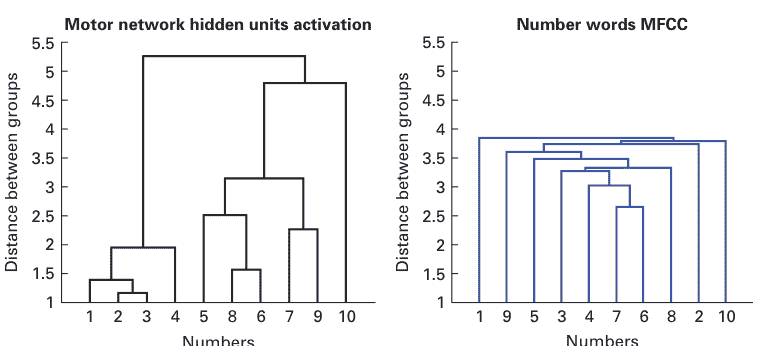 Motor network hidden units activation
Distance between groups
5.5
5
4.5
4
3.5
3
2.5
2
1.5
1
1 2 3 4 5 8 6 7 9 10
Numbers
Number words MFCC
Distance between groups
5.5
5
4.5
4
3.5
3
2.5
2
1.5
1
1 9 5 3 4 7 6 8 2 10
Numbers